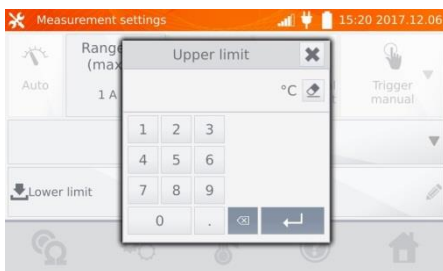 Measurement settings 15:20 2017.12.06
Auto
Range
(max
1 A
Upper limit
°C
Trigger
manual
1 2 3
4 5 6
7 8 9
0 .
Lower limit